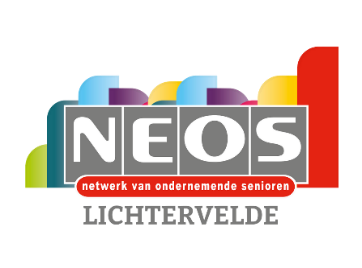 NEOS
netwerk van ondernemende senioren
LICHTERVELDE